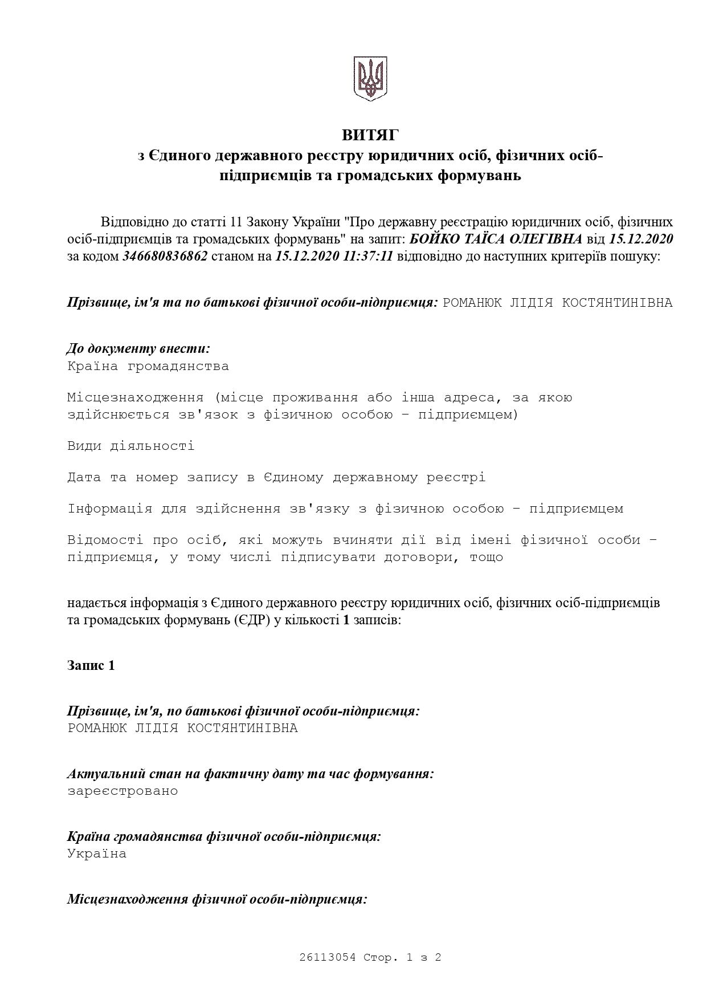 ВИТЯГ
з Єдиного державного реєстру юридичних осіб, фізичних осіб-
підприємців та громадських формувань
Відповідно до статті 11 Закону України "Про державну реєстрацію юридичних осіб, фізичних
осіб-підприємців та громадських формувань" на запит: БОЙКО ТАЇСА ОЛЕГІВНА від 15.12.2020
за кодом 346680836862 станом на 15.12.2020 11:37:11 відповідно до наступних критеріїв пошуку:
Прізвище, ім'я та по батькові фізичної особи-підприємця: РОМАНЮК ЛІДІЯ КОСТЯНТИНІВНА
До документу внести:
Країна громадянства
Місцезнаходження (місце проживання або інша адреса, за якою
здійснюється зв'язок з фізичною особою – підприємцем)
Види діяльності
Дата та номер запису в Єдиному державному реєстрі
Інформація для здійснення зв'язку з фізичною особою – підприємцем
Відомості про осіб, які можуть вчиняти дії від імені фізичної особи –
підприємця, у тому числі підписувати договори, тощо
надається інформація з Єдиного державного реєстру юридичних осіб, фізичних осіб-підприємців
та громадських формувань (ЄДР) у кількості 1 записів:
Запис 1
Прізвище, ім'я, по батькові фізичної особи-підприємця:
РОМАНЮК ЛІДІЯ КОСТЯНТИНІВНА
Актуальний стан на фактичну дату та час формування:
зареєстровано
Країна громадянства фізичної особи-підприємця:
Україна
Місцезнаходження фізичної особи-підприємця:
26113054 Стор. 1 з 2